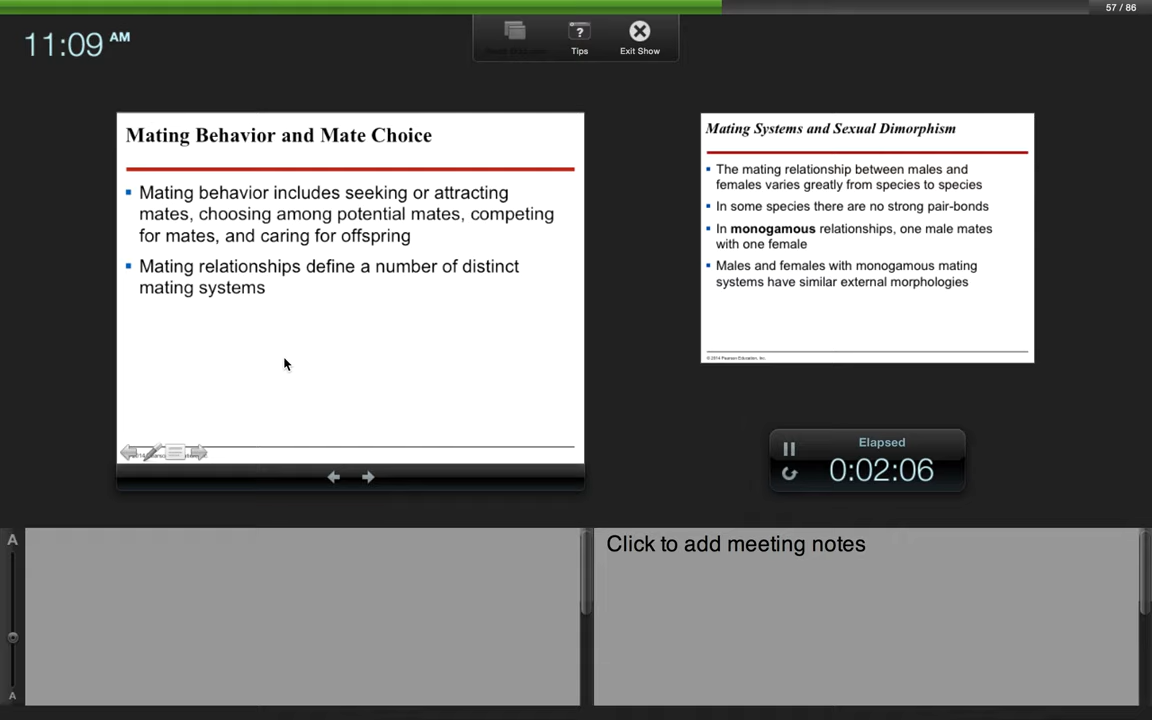 57 / 86
11:09 AM
Tips
Exit Show
Mating Behavior and Mate Choice
▪ Mating behavior includes seeking or attracting
mates, choosing among potential mates, competing
for mates, and caring for offspring
▪ Mating relationships define a number of distinct
mating systems
Mating Systems and Sexual Dimorphism
▪ The mating relationship between males and
females varies greatly from species to species
▪ In some species there are no strong pair-bonds
▪ In monogamous relationships, one male mates
with one female
▪ Males and females with monogamous mating
systems have similar external morphologies
© 2014 Pearson Education, Inc.
Elapsed
0:02:06
A
A
Click to add meeting notes